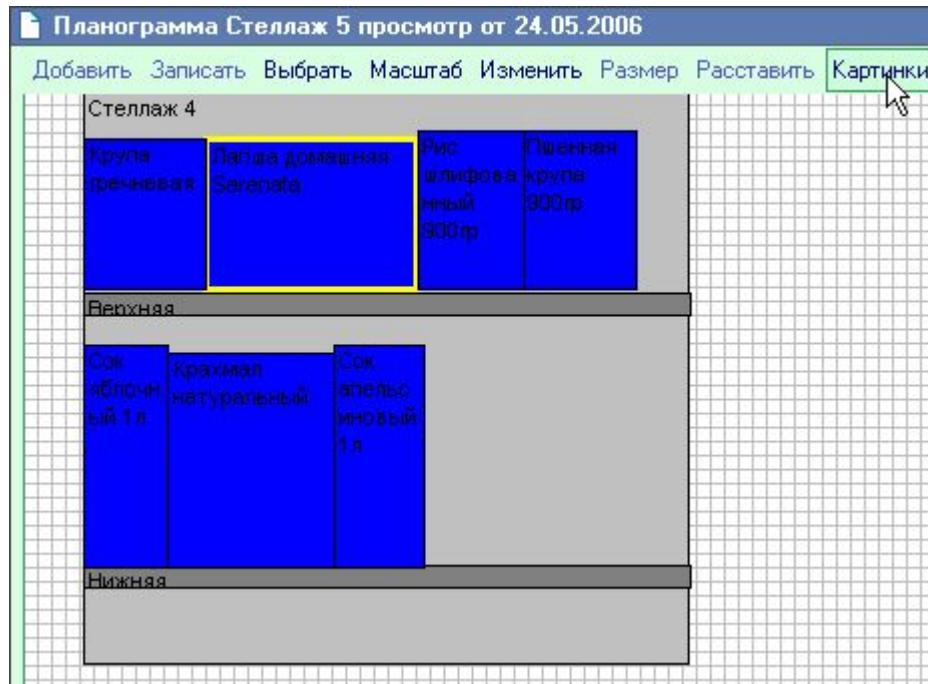 Планограмма Стеллаж 5 просмотр от 24.05.2006
Добавить Записать Выбрать Масштаб Изменить Размер Расставить Картинки
Стеллаж 4
Крупа
гречневая
Лапша домашняя
Serenata
Рис
шлифова
нный
900гр
Пшенная
крупа
900гр
Верхняя
Сок
яблочн
ый 1л
Крахмал
натуральный
Сок
апельс
иновый
1л
Нижняя